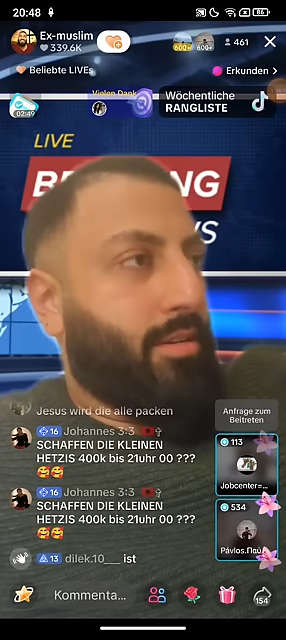 20:48
86
Ex-muslim
339.6K
600+
600+
461
Beliebte LIVEs
Erkunden >
02:49
Vielen Dank
Wöchentliche
RANGLISTE
LIVE
Jesus wird die alle packen
Anfrage zum
Beitreten
16 Johannes 3:3
SCHAFFEN DIE KLEINEN
HETZIS 400k bis 21uhr 00 ???
113
Jobcenter=...
16 Johannes 3:3
SCHAFFEN DIE KLEINEN
HETZIS 400k bis 21uhr 00 ???
534
13 dilek.10___ ist
Kommenta...
154